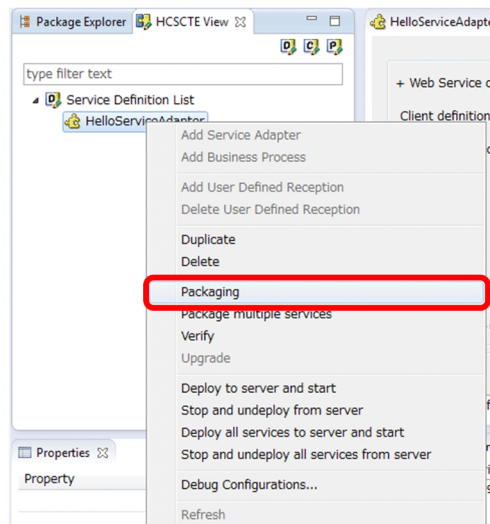 Package Explorer HCSCTE View
HelloServiceAdapte
type filter text
+ Web Service
Service Definition List
Client definition
HelloServiceAdapter
Add Service Adapter
Add Business Process
Add User Defined Reception
Delete User Defined Reception
Duplicate
Delete
Packaging
Package multiple services
Verify
Upgrade
Deploy to server and start
Stop and undeploy from server
Deploy all services to server and start
Stop and undeploy all services from server
Properties
Property
Debug Configurations...
Refresh